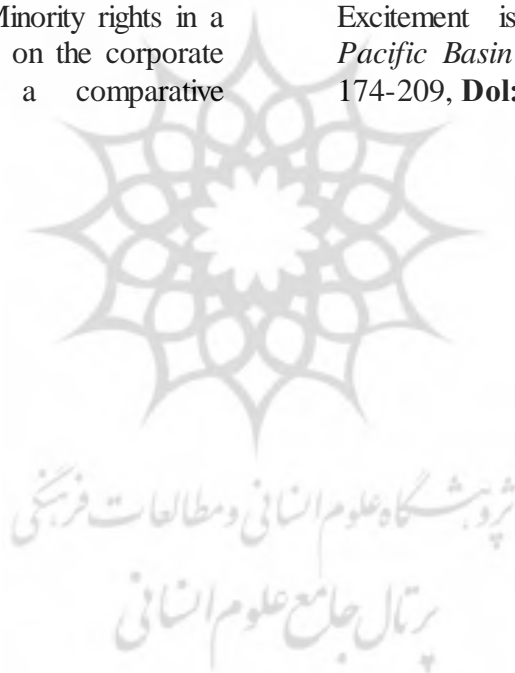 Minority rights in a
on the corporate
a comparative
Excitement is
Pacific Basin
174-209, Dol:
پژوهشگاه علوم انسانی و مطالعات فرهنگی
پرتال جامع علوم انسانی